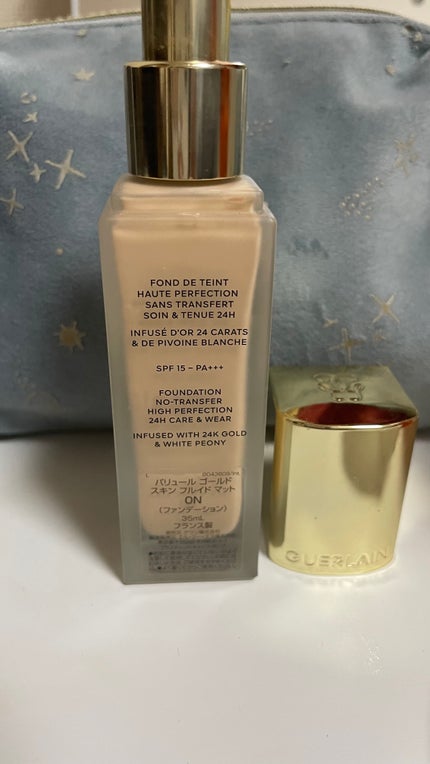 FOND DE TEINT
HAUTE PERFECTION
SANS TRANSFERT
SOIN & TENUE 24H
INFUSÉ D'OR 24 CARATS
& DE PIVOINE BLANCHE
SPF 15 – PA+++
FOUNDATION
NO-TRANSFER
HIGH PERFECTION
24H CARE & WEAR
INFUSED WITH 24K GOLD
& WHITE PEONY
パリュール ゴールド
スキン フルイド マット
0N
(ファンデーション)
35mL
フランス製
GUERLAIN